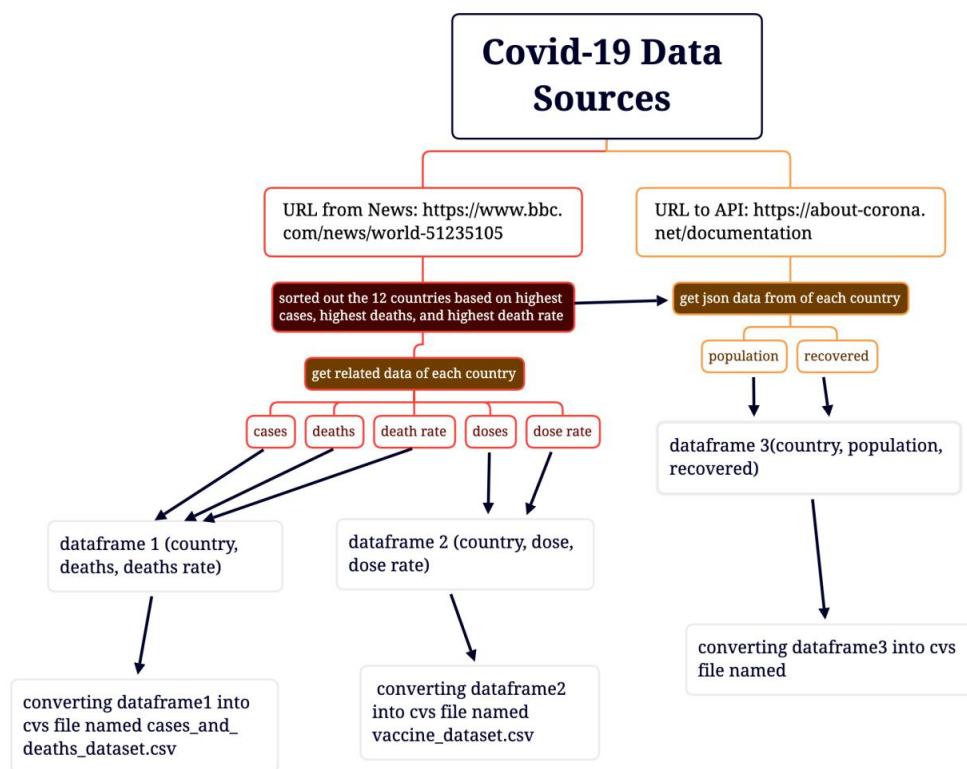 Covid-19 Data
Sources
URL from News: https://www.bbc.
com/news/world-51235105
URL to API: https://about-corona.
net/documentation
sorted out the 12 countries based on highest
cases, highest deaths, and highest death rate
get json data from of each country
population
recovered
get related data of each country
cases
deaths
death rate
doses
dose rate
dataframe 3(country, population,
recovered)
dataframe 1 (country,
deaths, deaths rate)
dataframe 2 (country, dose,
dose rate)
converting dataframe3 into cvs
file named
converting dataframe1 into
cvs file named cases_and_
deaths_dataset.csv
converting dataframe2
into cvs file named
vaccine_dataset.csv